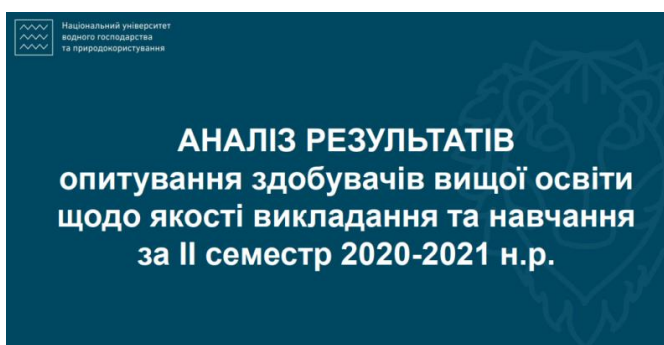 Національний університет
водного господарства
та природокористування
АНАЛІЗ РЕЗУЛЬТАТІВ
опитування здобувачів вищої освіти
щодо якості викладання та навчання
за ІІ семестр 2020-2021 н.р.